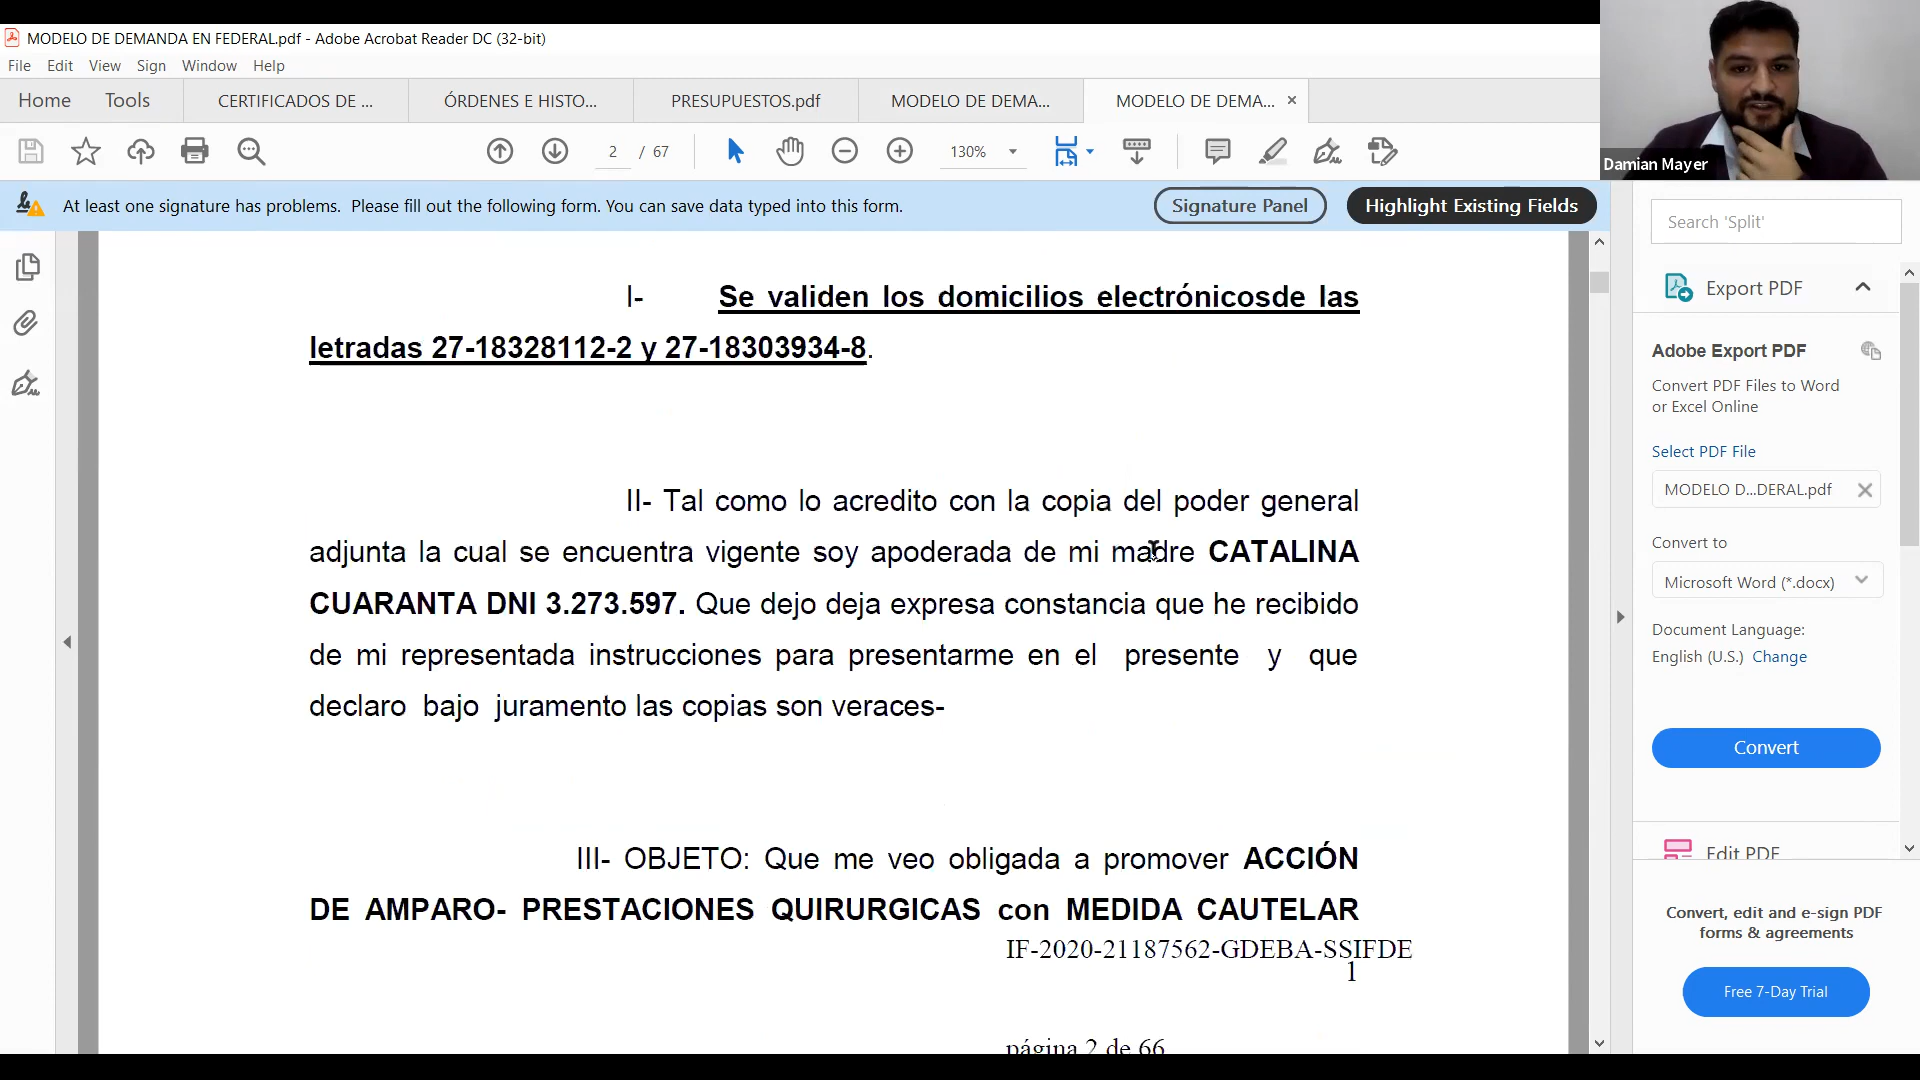 MODELO DE DEMANDA EN FEDERAL.pdf - Adobe Acrobat Reader DC (32-bit)
File Edit View Sign Window Help
Home Tools CERTIFICADOS DE ... ÓRDENES E HISTO... PRESUPUESTOS.pdf MODELO DE DEMA... MODELO DE DEMA... ×
2 / 67 130%
Damian Mayer
At least one signature has problems. Please fill out the following form. You can save data typed into this form. Signature Panel Highlight Existing Fields
I- Se validen los domicilios electrónicosde las
letradas 27-18328112-2 y 27-18303934-8.
II- Tal como lo acredito con la copia del poder general
adjunta la cual se encuentra vigente soy apoderada de mi madre CATALINA
CUARANTA DNI 3.273.597. Que dejo deja expresa constancia que he recibido
de mi representada instrucciones para presentarme en el presente y que
declaro bajo juramento las copias son veraces-
III- OBJETO: Que me veo obligada a promover ACCIÓN
DE AMPARO- PRESTACIONES QUIRURGICAS con MEDIDA CAUTELAR
IF-2020-21187562-GDEBA-SSIFDE
1
página 2 de 66
Search 'Split'
Export PDF
Adobe Export PDF
Convert PDF Files to Word
or Excel Online
Select PDF File
MODELO D...DERAL.pdf
Convert to
Microsoft Word (*.docx)
Document Language:
English (U.S.) Change
Convert
Edit PDF
Convert, edit and e-sign PDF
forms & agreements
Free 7-Day Trial